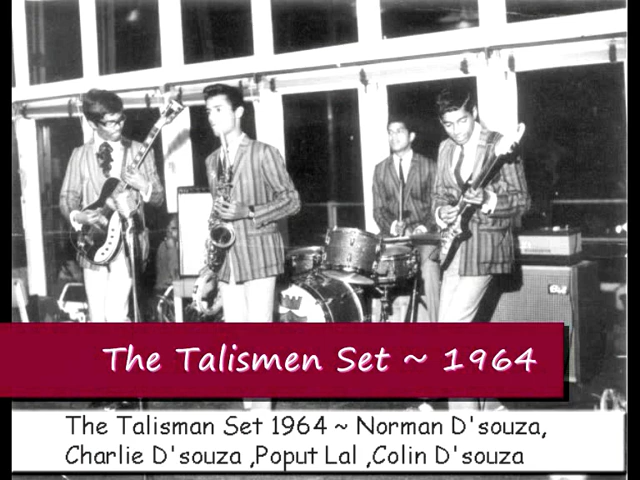 The Talismen Set ~ 1964
The Talisman Set 1964 ~ Norman D'souza,
Charlie D'souza ,Poput Lal ,Colin D'souza